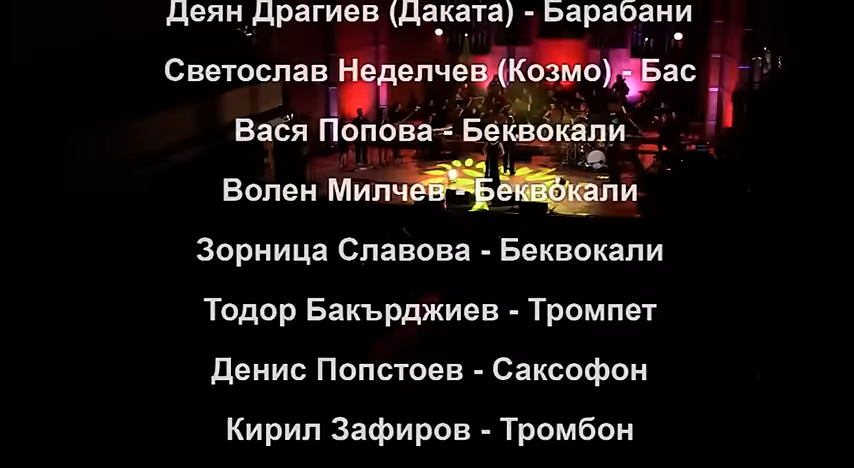 Деян Драгиев (Даката) - Барабани
Светослав Неделчев (Козмо) - Бас
Вася Попова - Беквокали
Волен Милчев - Беквокали
Зорница Славова - Беквокали
Тодор Бакърджиев - Тромпет
Денис Попстоев - Саксофон
Кирил Зафиров - Тромбон